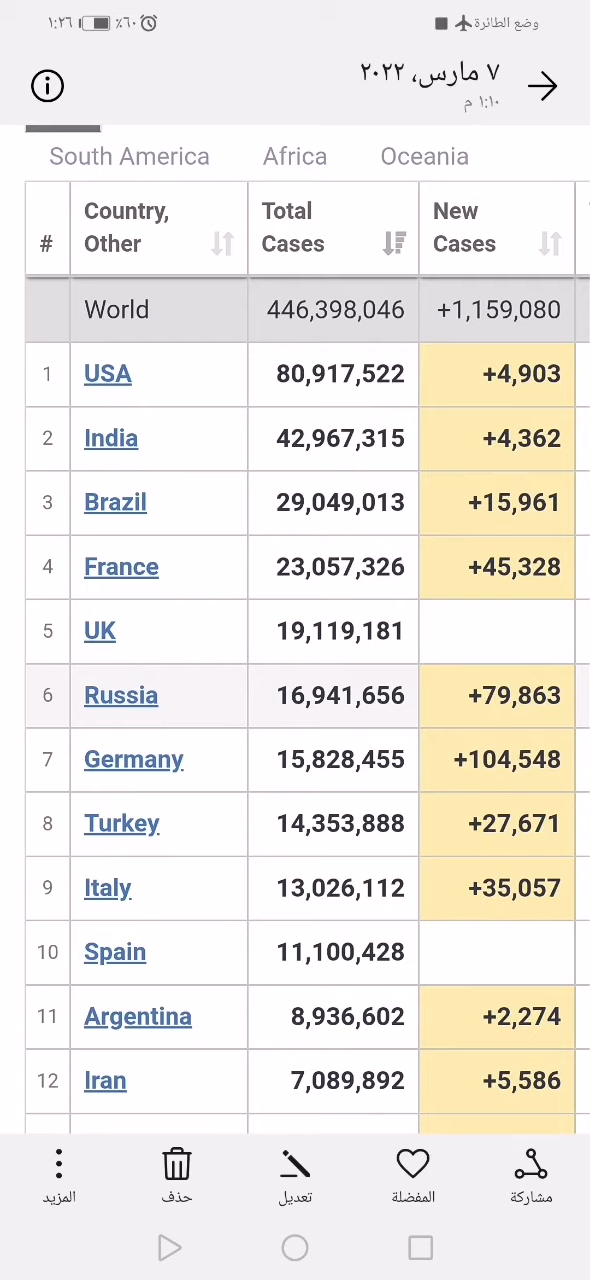 ١:٢٦ ٪٦٠ وضع الطائرة
٧ مارس، ٢٠٢٢
١:١٠ م
South America Africa Oceania
# Country, Other Total Cases New Cases
World 446,398,046 +1,159,080
1 USA 80,917,522 +4,903
2 India 42,967,315 +4,362
3 Brazil 29,049,013 +15,961
4 France 23,057,326 +45,328
5 UK 19,119,181
6 Russia 16,941,656 +79,863
7 Germany 15,828,455 +104,548
8 Turkey 14,353,888 +27,671
9 Italy 13,026,112 +35,057
10 Spain 11,100,428
11 Argentina 8,936,602 +2,274
12 Iran 7,089,892 +5,586
المزيد حذف تعديل المفضلة مشاركة